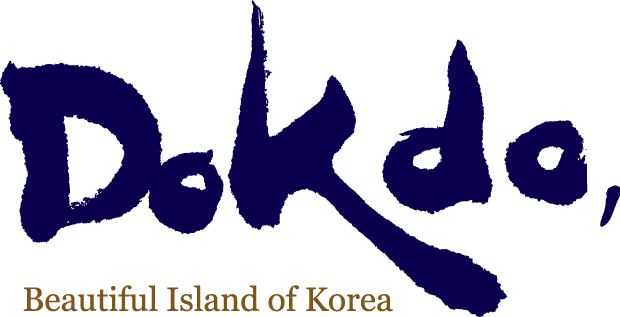 Dokdo,
Beautiful Island of Korea